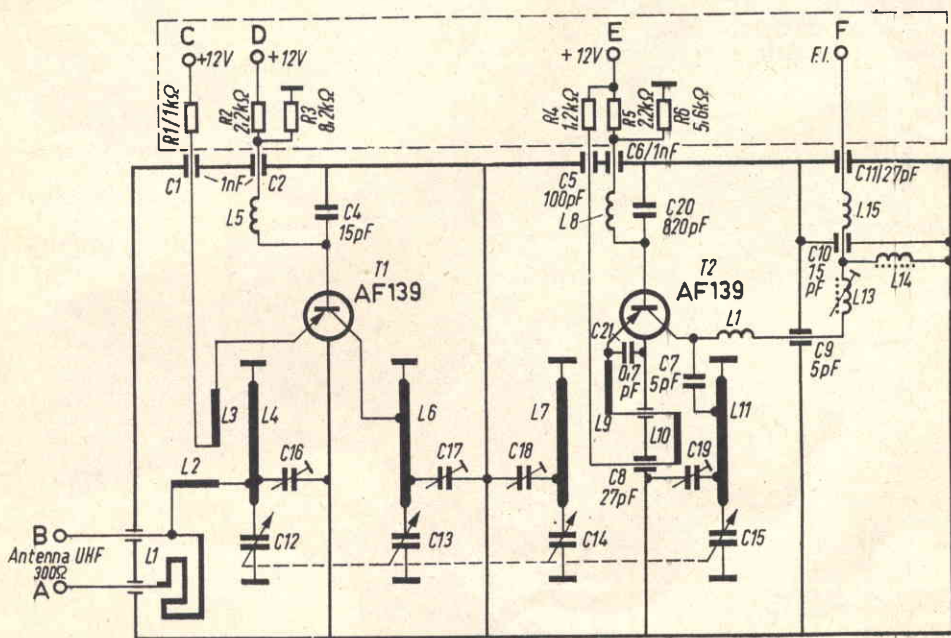 C
D
E
F
+12V
+12V
+12V
F.I.
R1/1kΩ
R2
2,2kΩ
R3
8,2kΩ
R4
1,2kΩ
R5
2,2kΩ
R6
5,6kΩ
C1
1nF
C2
C5
100pF
C6/1nF
C11/27pF
L5
C4
15pF
L8
C20
820pF
L15
C10
15
pF
L14
L13
T1
AF139
T2
AF139
C21
0,7
pF
C7
5pF
L1
C9
5pF
L3
L4
L6
L7
L9
L10
L11
L2
C16
C17
C18
C19
C8
27pF
C12
C13
C14
C15
B
Antenna UHF
300Ω
A
L1